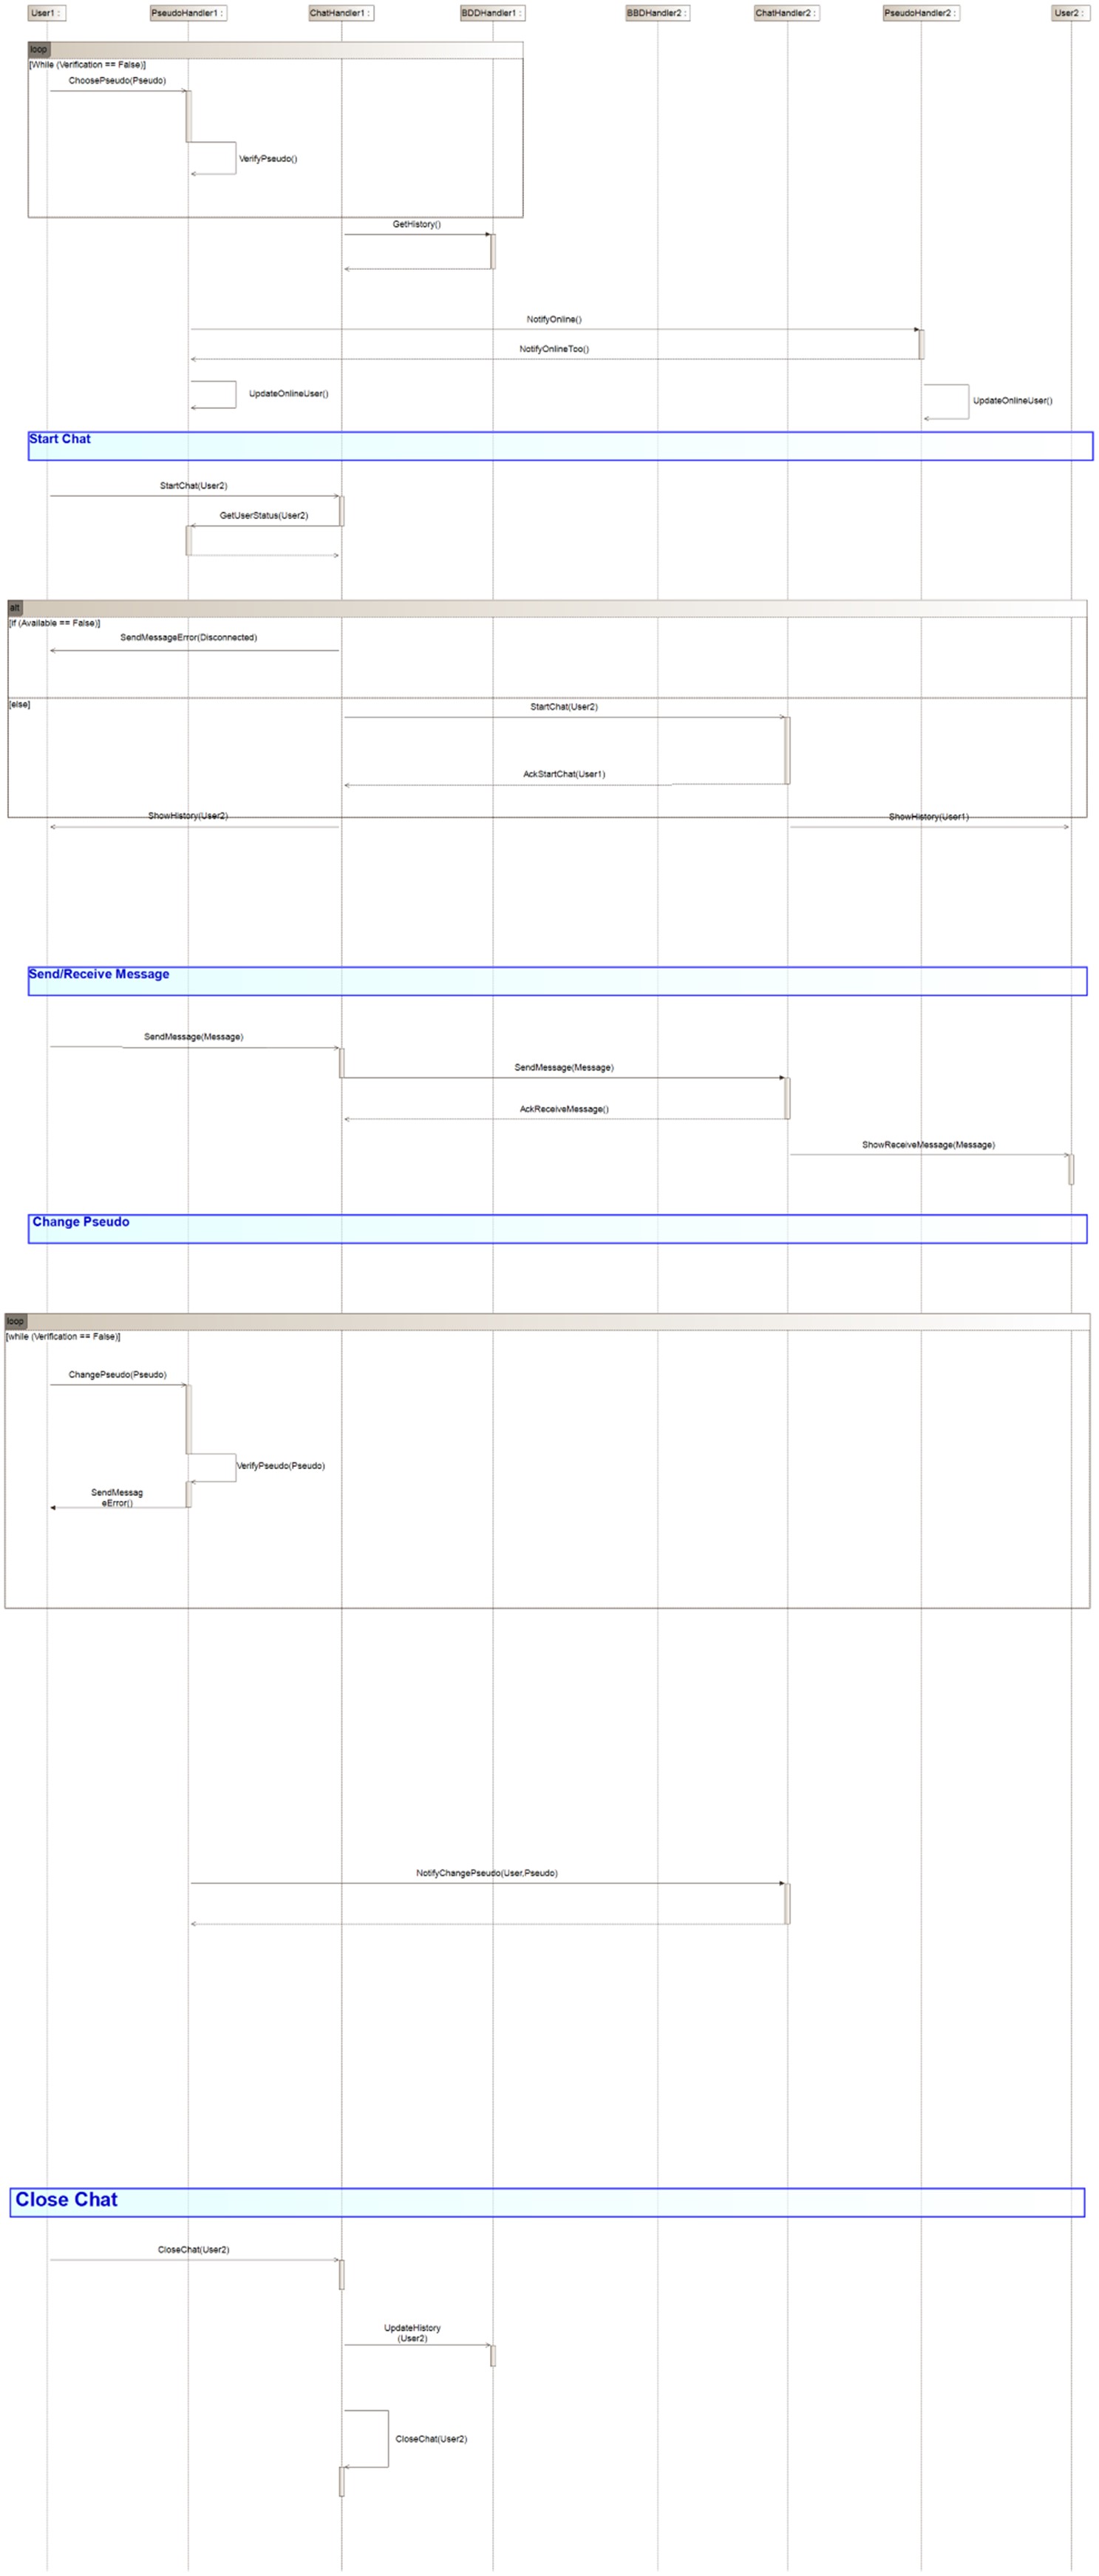 User1 :
PseudoHandler1 :
ChatHandler1 :
BDDHandler1 :
BBDHandler2 :
ChatHandler2 :
PseudoHandler2 :
User2 :
loop
[While (Verification == False)]
ChoosePseudo(Pseudo)
VerifyPseudo()
GetHistory()
NotifyOnline()
NotifyOnlineToo()
UpdateOnlineUser()
UpdateOnlineUser()
Start Chat
StartChat(User2)
GetUserStatus(User2)
alt
[if (Available == False)]
SendMessageError(Disconnected)
[else]
StartChat(User2)
AckStartChat(User1)
ShowHistory(User2)
ShowHistory(User1)
Send/Receive Message
SendMessage(Message)
SendMessage(Message)
AckReceiveMessage()
ShowReceiveMessage(Message)
Change Pseudo
loop
[while (Verification == False)]
ChangePseudo(Pseudo)
VerifyPseudo(Pseudo)
SendMessag
eError()
NotifyChangePseudo(User,Pseudo)
Close Chat
CloseChat(User2)
UpdateHistory
(User2)
CloseChat(User2)